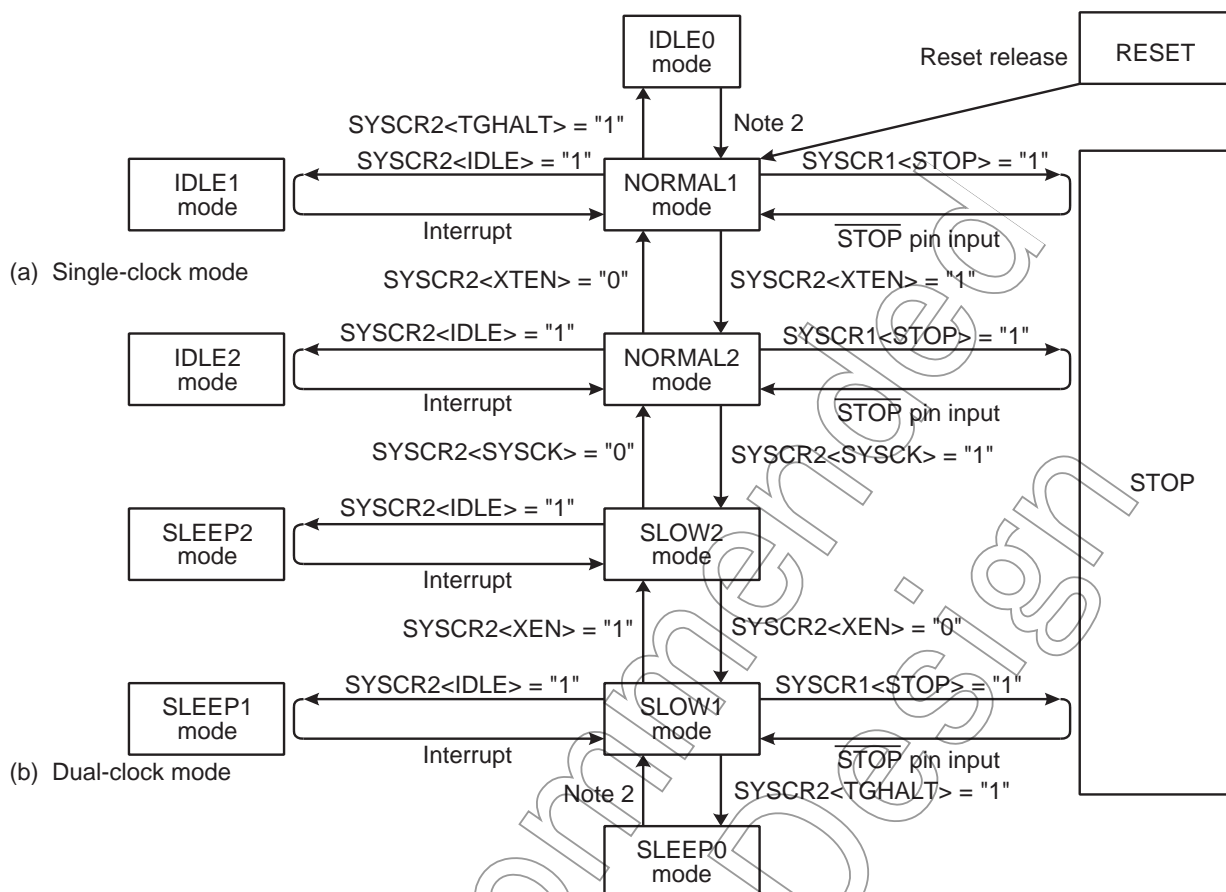 IDLE0
mode
Reset release
RESET
SYSCR2<TGHALT> = "1"
Note 2
SYSCR2<IDLE> = "1"
SYSCR1<STOP> = "1"
IDLE1
mode
NORMAL1
mode
Interrupt
STOP pin input
(a) Single-clock mode
SYSCR2<XTEN> = "0"
SYSCR2<XTEN> = "1"
SYSCR2<IDLE> = "1"
SYSCR1<STOP> = "1"
IDLE2
mode
NORMAL2
mode
Interrupt
STOP pin input
SYSCR2<SYSCK> = "0"
SYSCR2<SYSCK> = "1"
STOP
SYSCR2<IDLE> = "1"
SLEEP2
mode
SLOW2
mode
Interrupt
SYSCR2<XEN> = "1"
SYSCR2<XEN> = "0"
SYSCR2<IDLE> = "1"
SYSCR1<STOP> = "1"
SLEEP1
mode
SLOW1
mode
Interrupt
STOP pin input
(b) Dual-clock mode
Note 2
SYSCR2<TGHALT> = "1"
SLEEP0
mode
ommended
Design